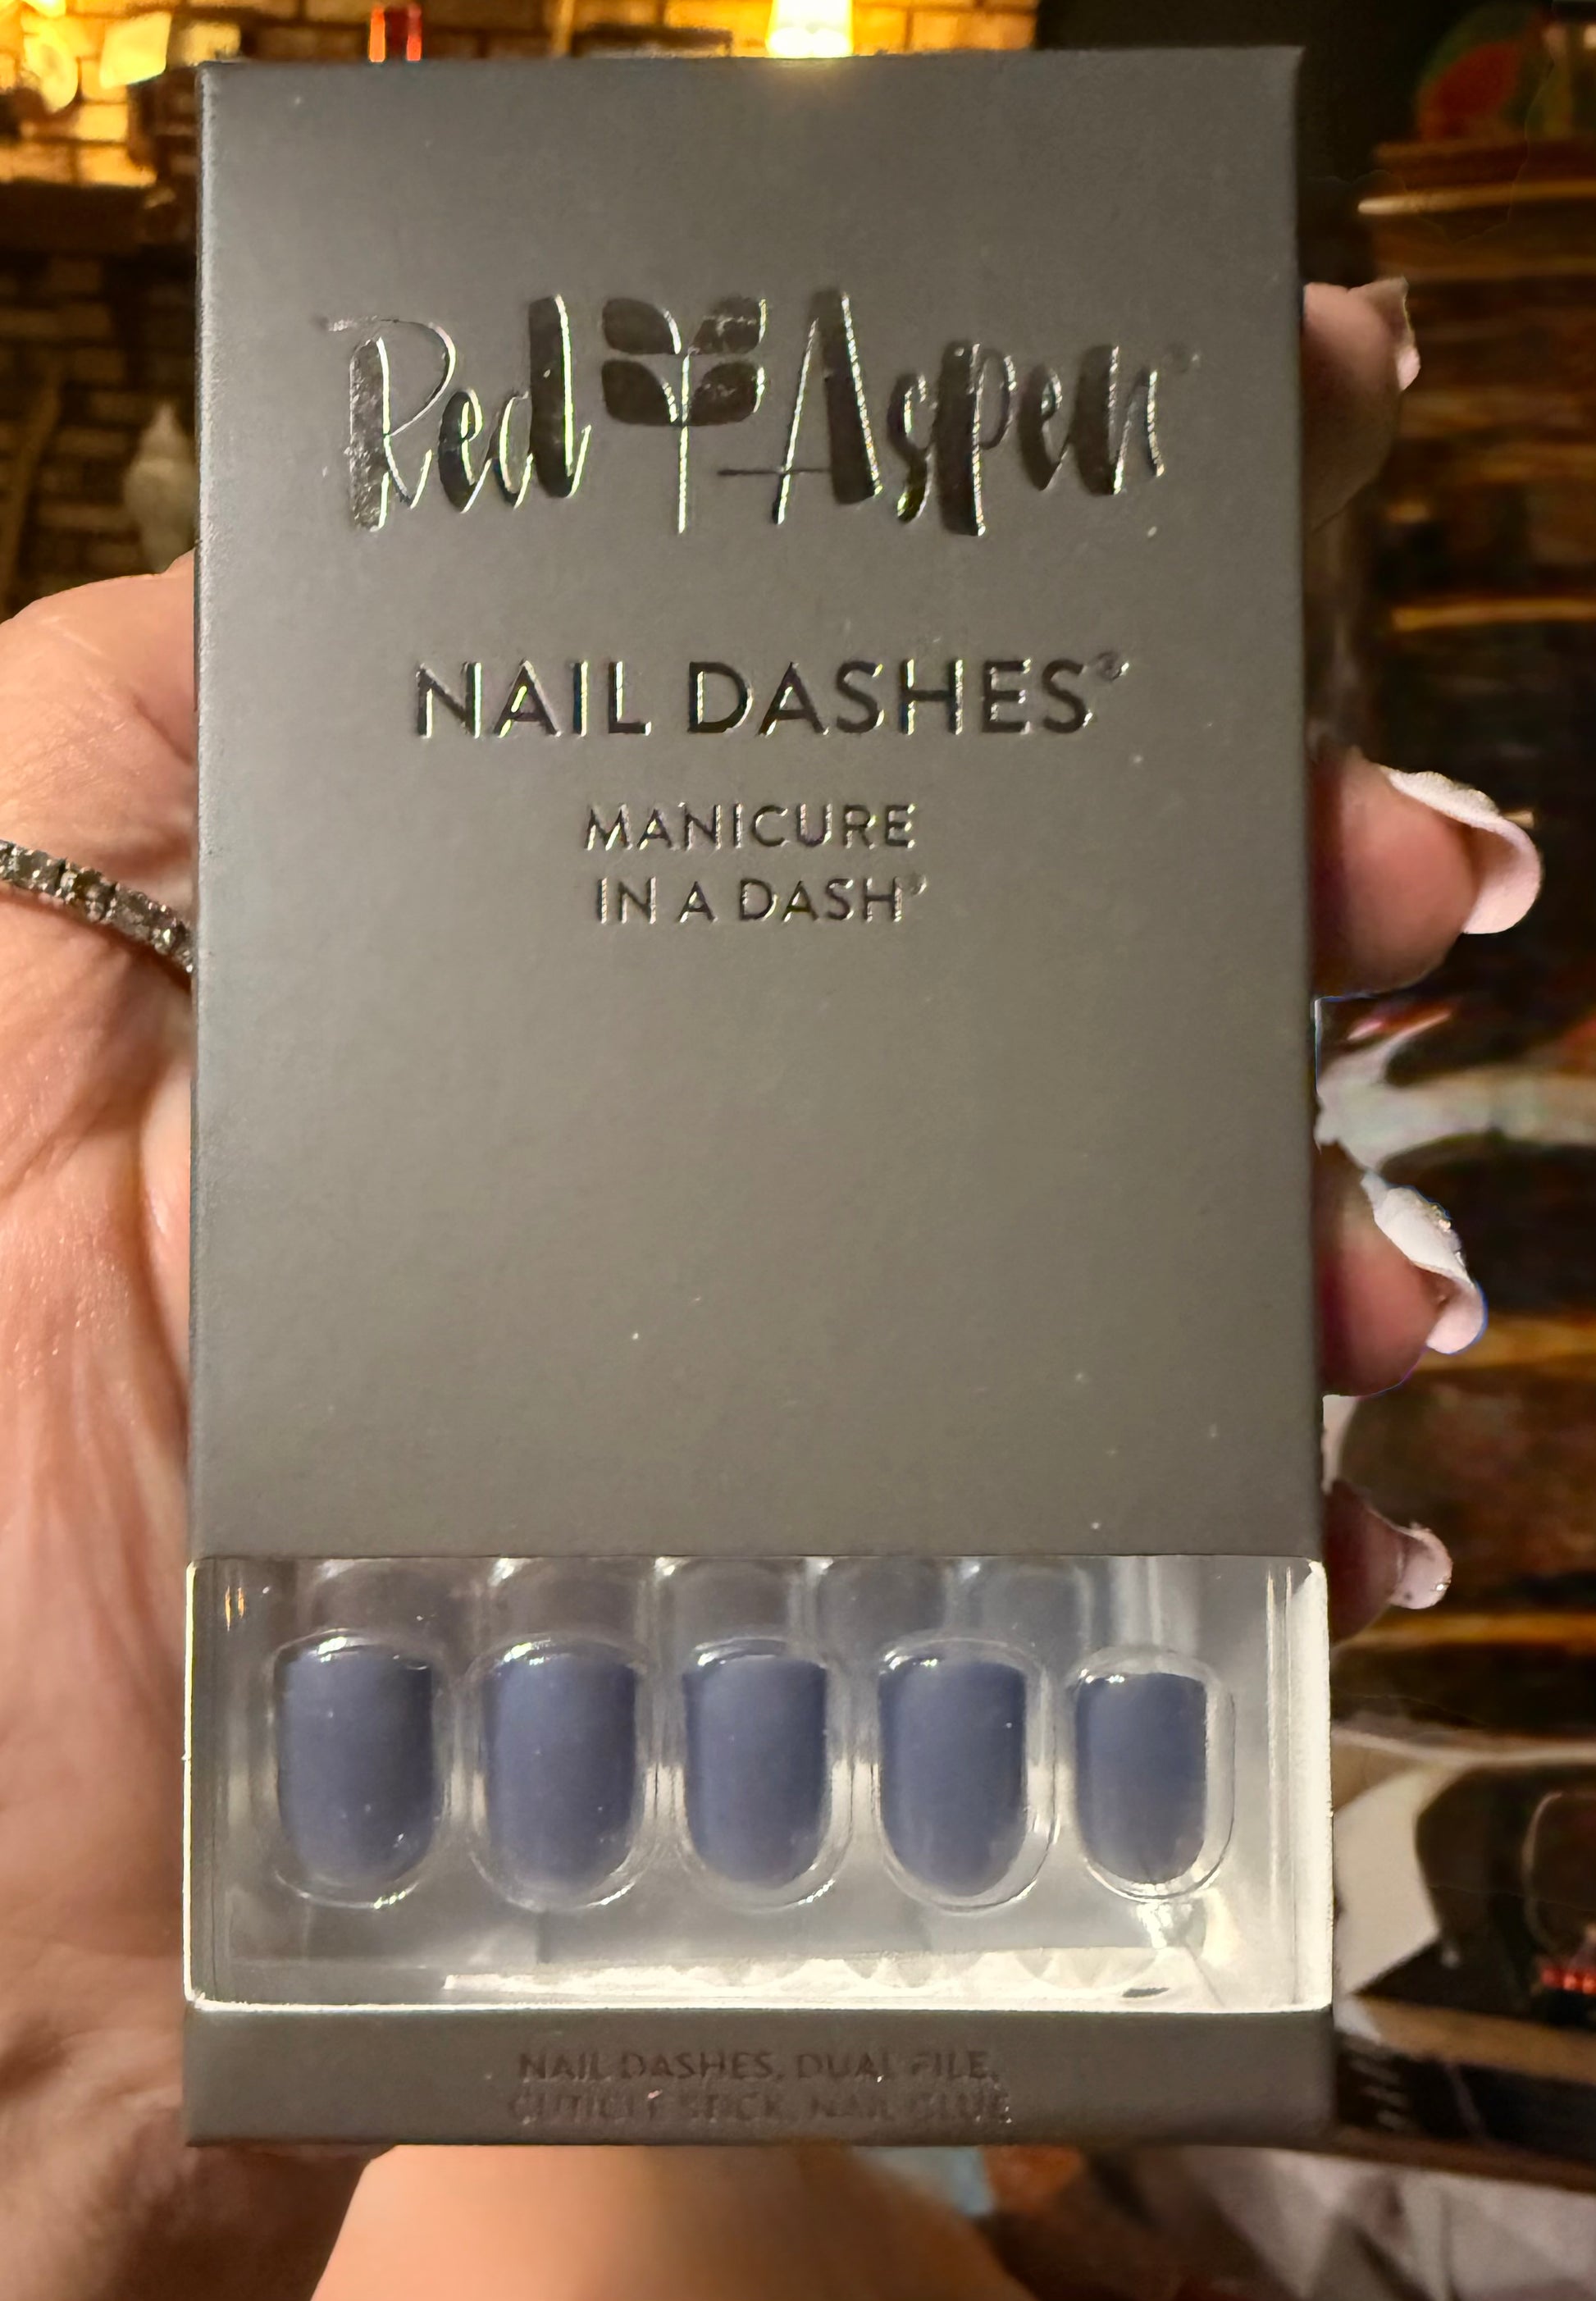 Red Aspen®
NAIL DASHES®
MANICURE
IN A DASH®
NAIL DASHES, DUAL FILE,
CUTICLE STICK, NAIL GLUE